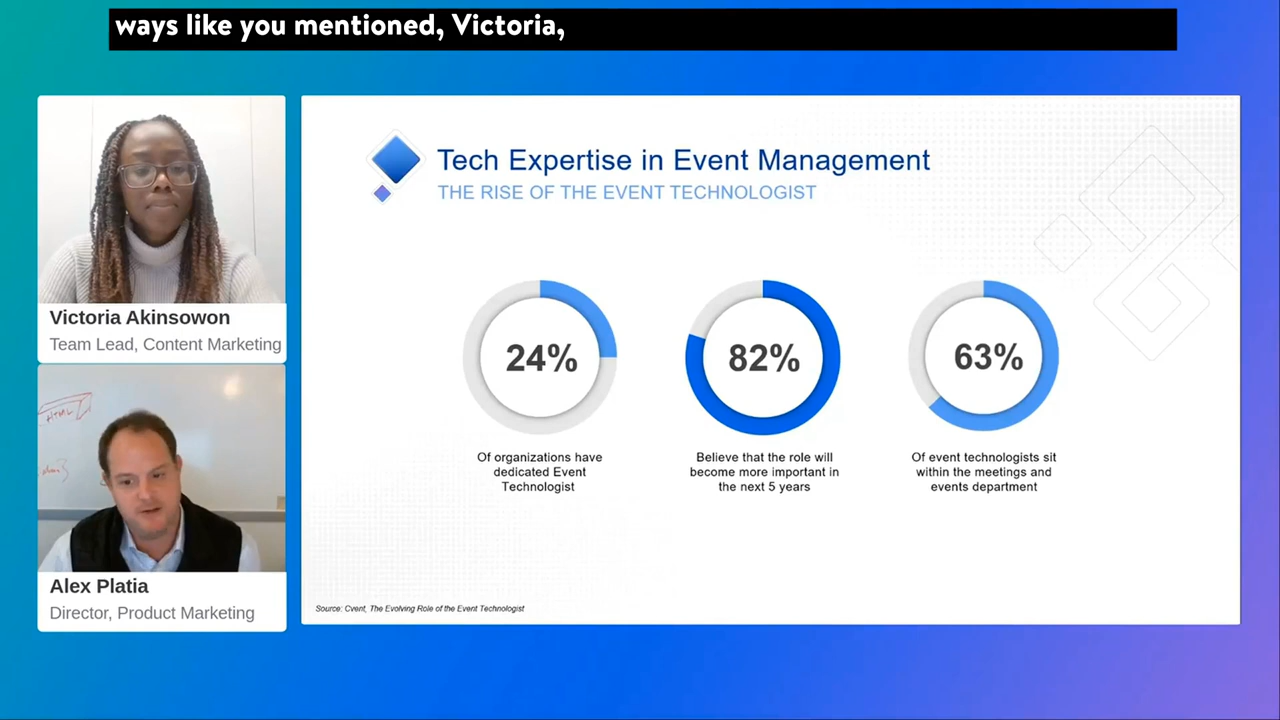 ways like you mentioned, Victoria,
Victoria Akinsowon
Team Lead, Content Marketing
HTML
Alex Platia
Director, Product Marketing
Tech Expertise in Event Management
THE RISE OF THE EVENT TECHNOLOGIST
24%
Of organizations have
dedicated Event
Technologist
82%
Believe that the role will
become more important in
the next 5 years
63%
Of event technologists sit
within the meetings and
events department
Source: Cvent, The Evolving Role of the Event Technologist